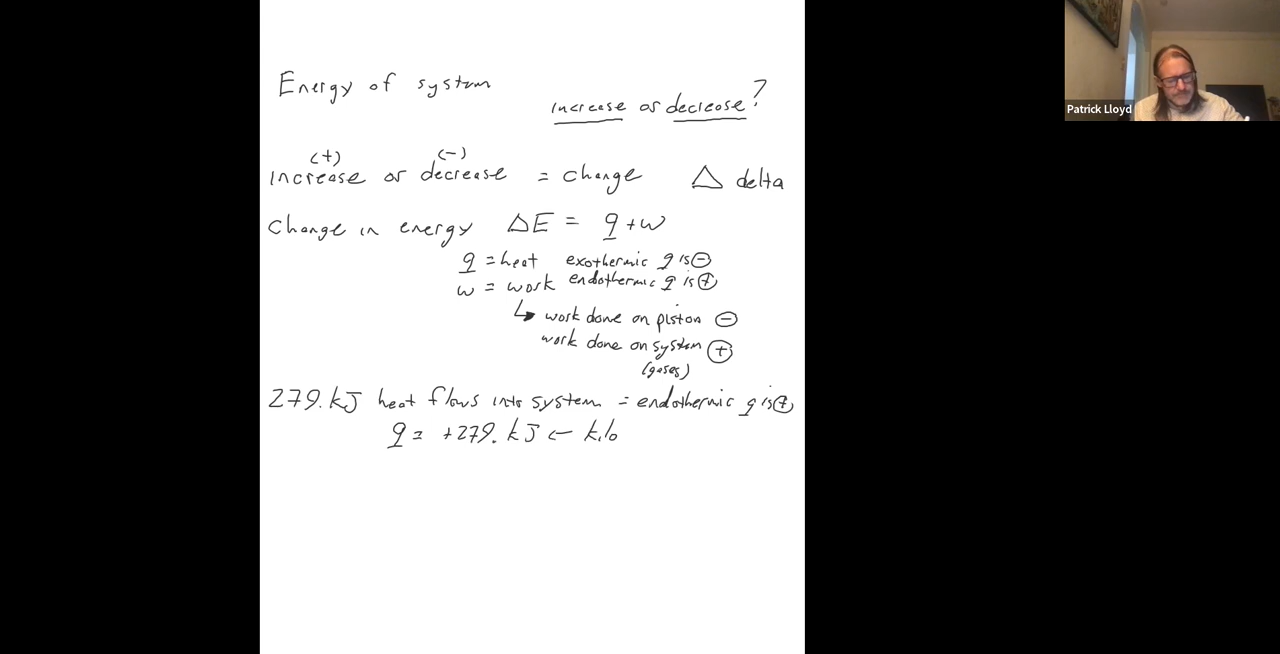 Energy of system
increase or decrease?
(+) (-)
increase or decrease = change △ delta
Change in energy △E = q + w
q = heat exothermic q is ⊖
w = work endothermic q is ⊕
↳ work done on piston ⊖
work done on system ⊕
(gases)
279. kJ heat flows into system = endothermic q is ⊕
q = +279. kJ ← kilo
Patrick Lloyd